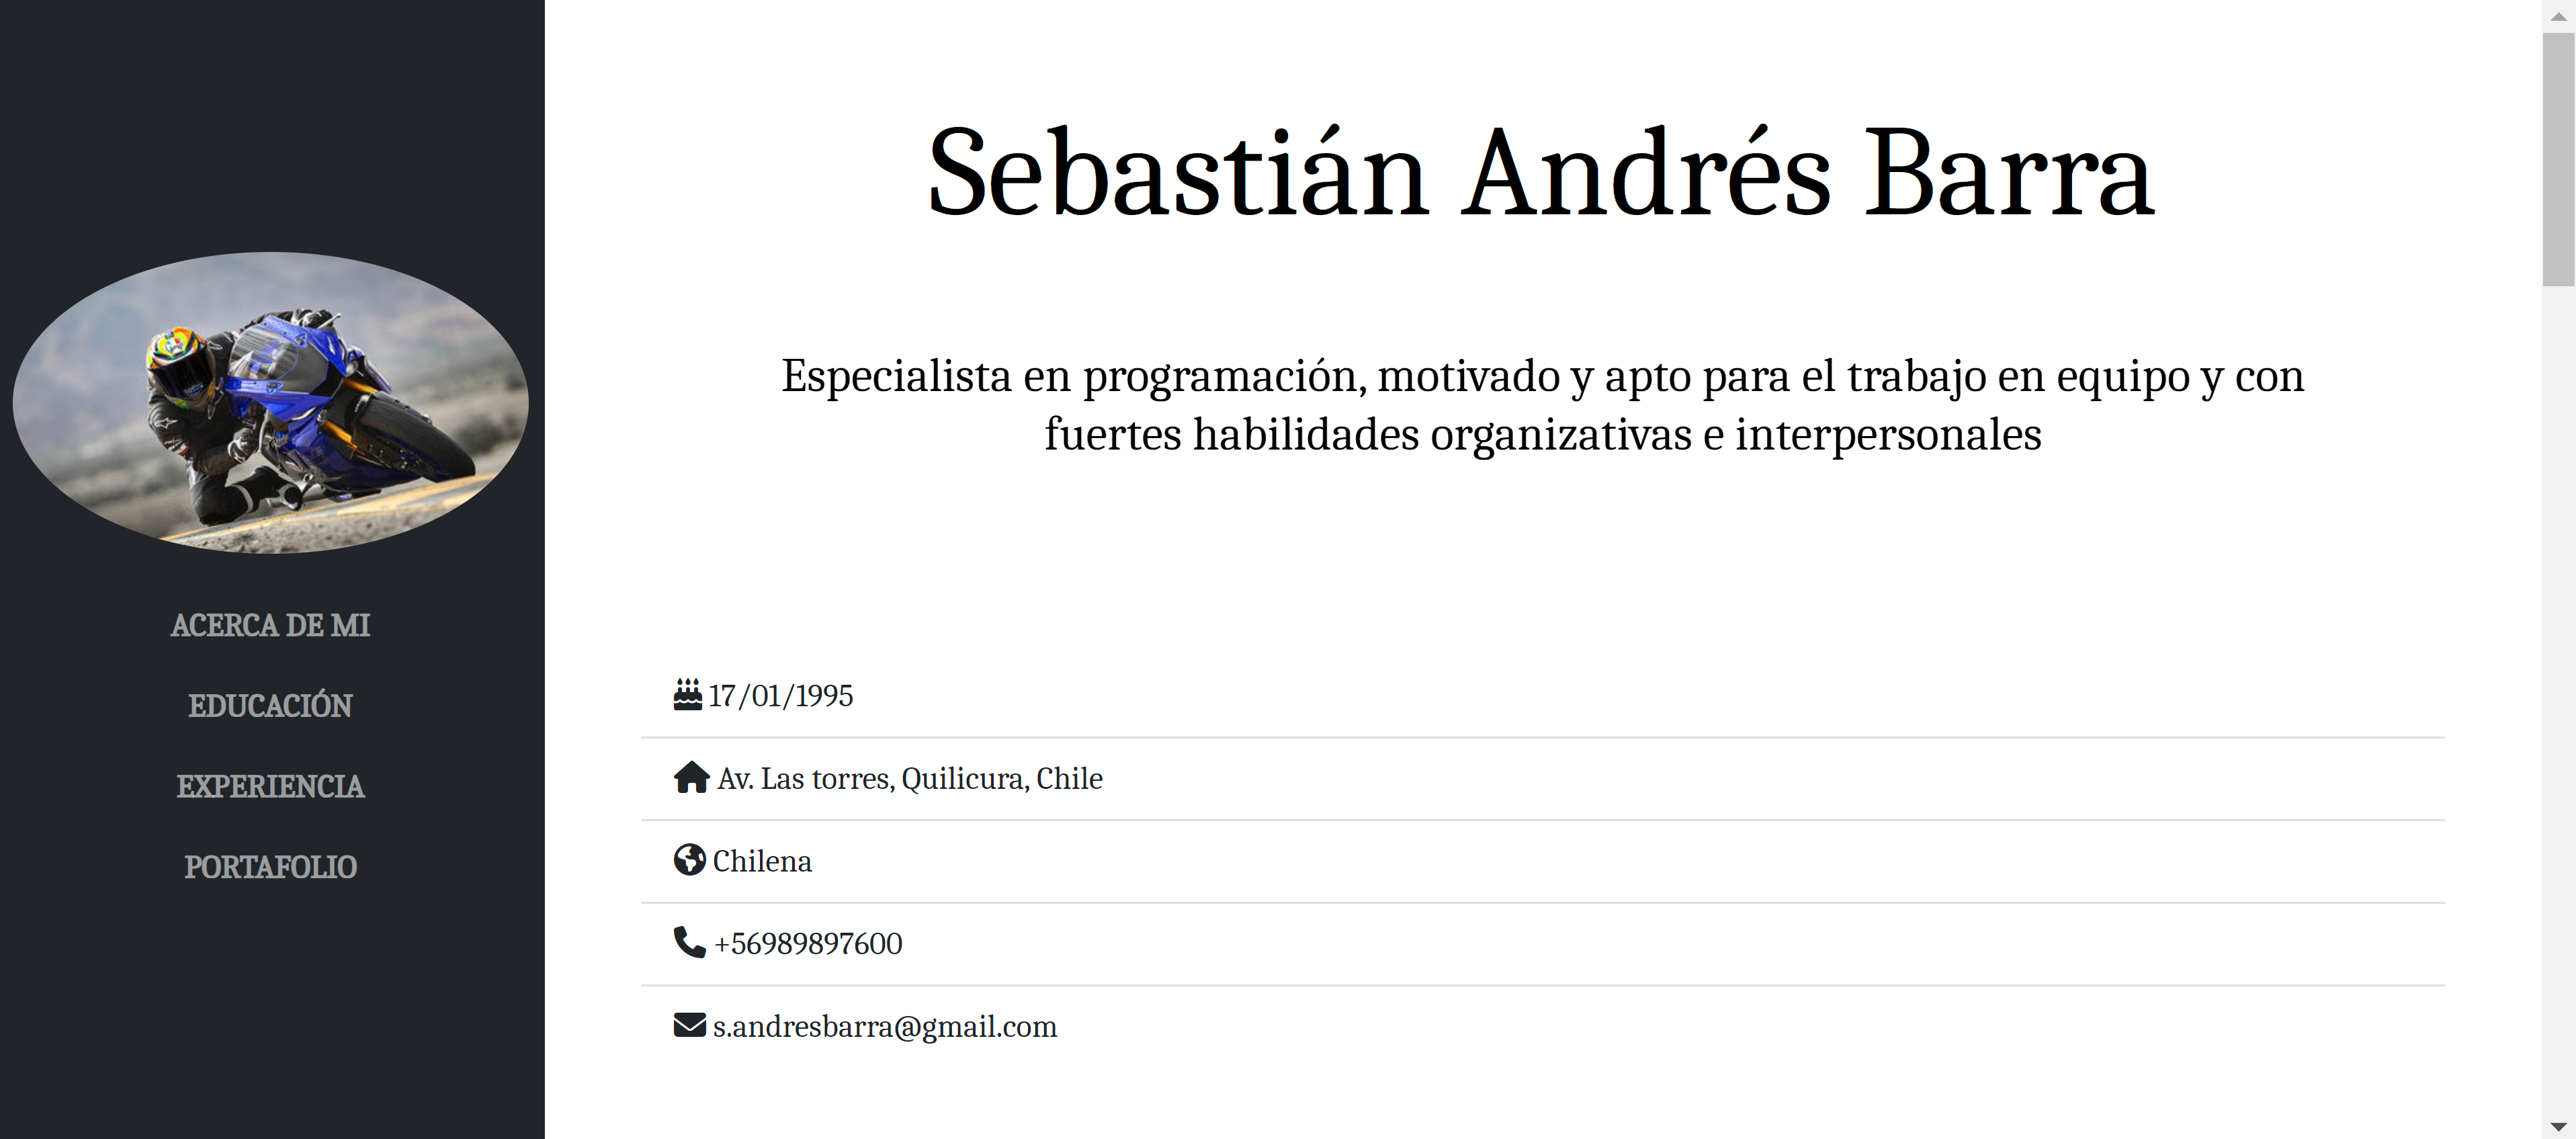 ACERCA DE MI
EDUCACIÓN
EXPERIENCIA
PORTAFOLIO
Sebastián Andrés Barra
Especialista en programación, motivado y apto para el trabajo en equipo y con
fuertes habilidades organizativas e interpersonales
17/01/1995
Av. Las torres, Quilicura, Chile
Chilena
+56989897600
s.andresbarra@gmail.com